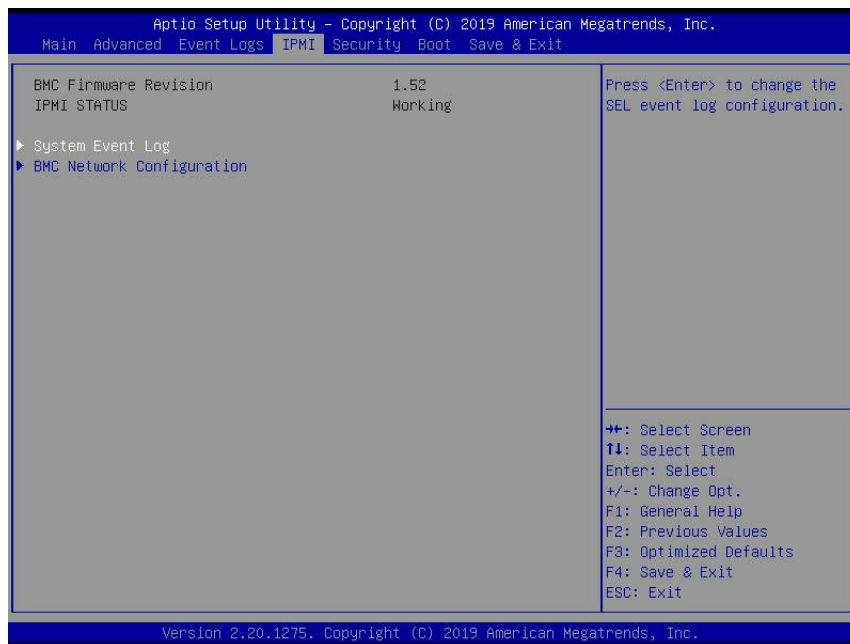 Aptio Setup Utility – Copyright (C) 2019 American Megatrends, Inc.
Main Advanced Event Logs IPMI Security Boot Save & Exit
BMC Firmware Revision 1.52
IPMI STATUS Working
System Event Log
BMC Network Configuration
Press <Enter> to change the
SEL event log configuration.
→←: Select Screen
↑↓: Select Item
Enter: Select
+/-: Change Opt.
F1: General Help
F2: Previous Values
F3: Optimized Defaults
F4: Save & Exit
ESC: Exit
Version 2.20.1275. Copyright (C) 2019 American Megatrends, Inc.